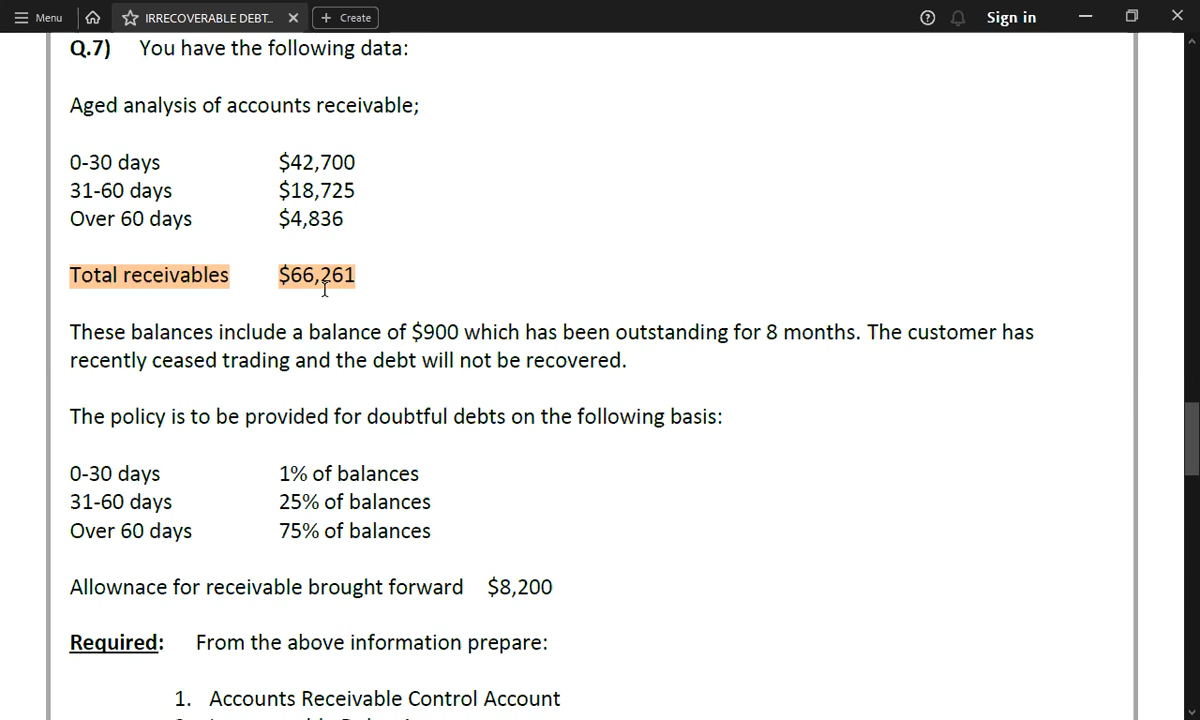 Menu
IRRECOVERABLE DEBT...
Create
Sign in
Q.7) You have the following data:
Aged analysis of accounts receivable;
0-30 days $42,700
31-60 days $18,725
Over 60 days $4,836
Total receivables $66,261
These balances include a balance of $900 which has been outstanding for 8 months. The customer has
recently ceased trading and the debt will not be recovered.
The policy is to be provided for doubtful debts on the following basis:
0-30 days 1% of balances
31-60 days 25% of balances
Over 60 days 75% of balances
Allownace for receivable brought forward $8,200
Required: From the above information prepare:
1. Accounts Receivable Control Account